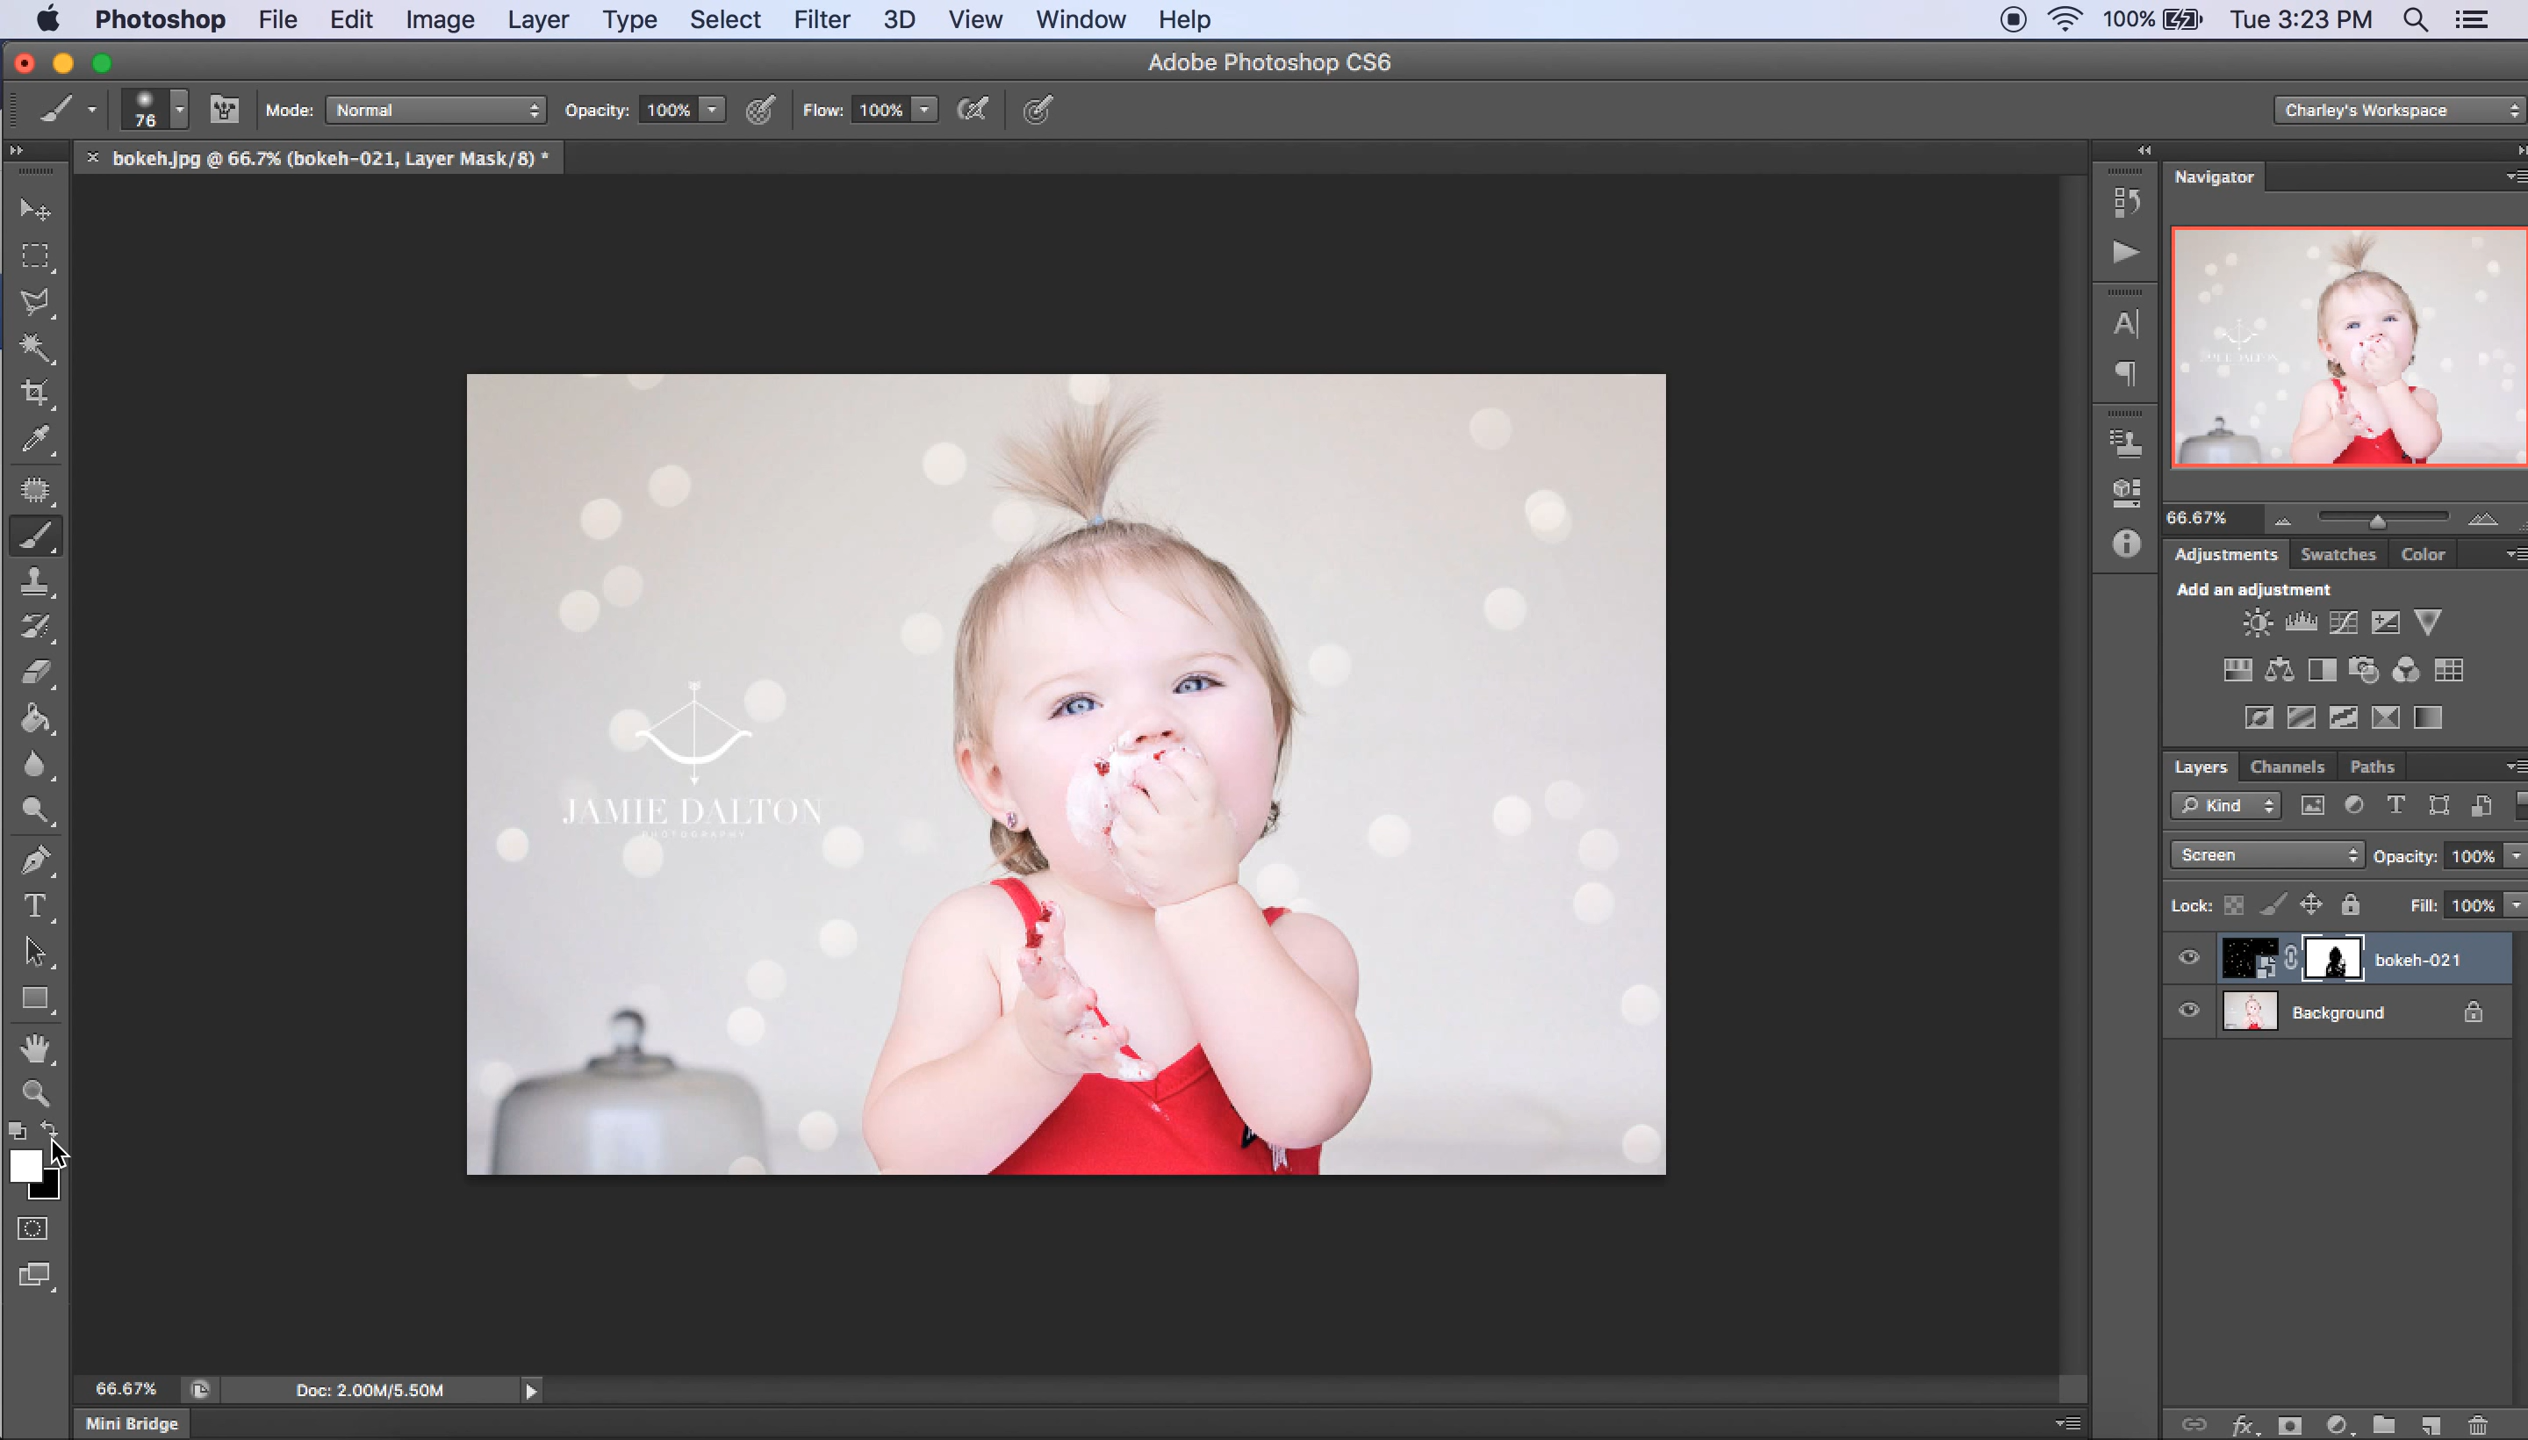 Photoshop File Edit Image Layer Type Select Filter 3D View Window Help 100% Tue 3:23 PM
Adobe Photoshop CS6
76 Mode: Normal Opacity: 100% Flow: 100% Charley's Workspace
bokeh.jpg @ 66.7% (bokeh-021, Layer Mask/8) *
Navigator
JAMIE DALTON
PHOTOGRAPHY
66.67%
Adjustments Swatches Color
Add an adjustment
Layers Channels Paths
Kind
Screen Opacity: 100%
Lock: Fill: 100%
bokeh-021
Background
66.67% Doc: 2.00M/5.50M
Mini Bridge
fx